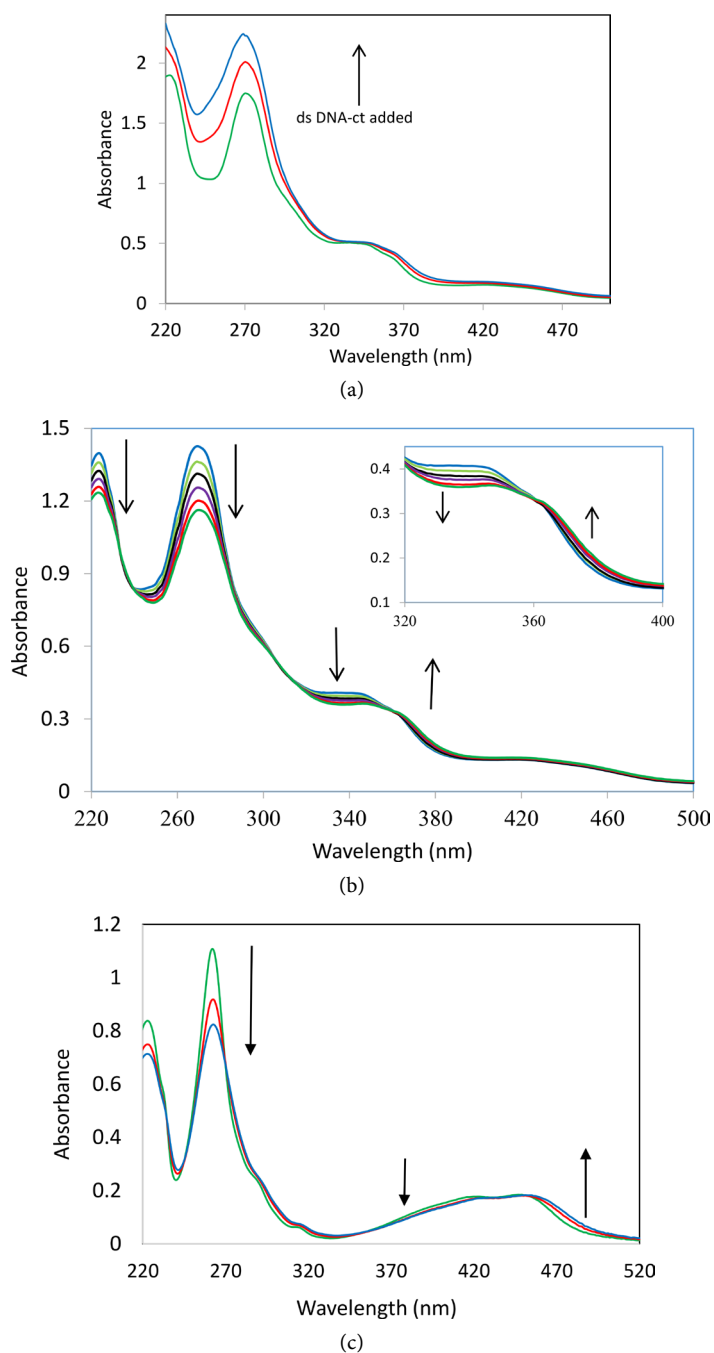 2
1.5
1
0.5
0
ds DNA-ct added
Absorbance
220 270 320 370 420 470
Wavelength (nm)
(a)
1.5
1.2
0.9
0.6
0.3
0
Absorbance
0.4
0.3
0.2
0.1
320 360 400
220 260 300 340 380 420 460 500
Wavelength (nm)
(b)
1.2
1
0.8
0.6
0.4
0.2
0
Absorbance
220 270 320 370 420 470 520
Wavelength (nm)
(c)